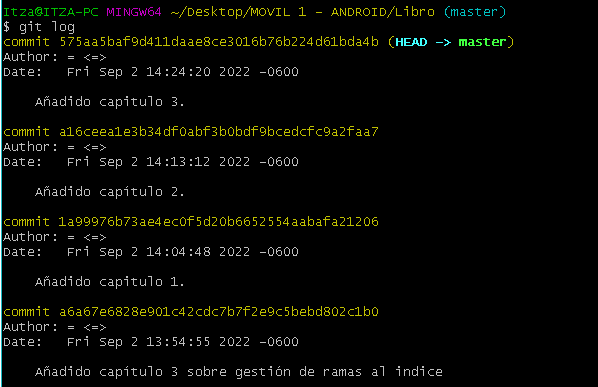 Itza@ITZA-PC MINGW64 ~/Desktop/MOVIL 1 - ANDROID/Libro (master)
$ git log
commit 575aa5baf9d411daae8ce3016b76b224d61bda4b (HEAD -> master)
Author: = <=>
Date:   Fri Sep 2 14:24:20 2022 -0600
Añadido capitulo 3.
commit a16ceea1e3b34df0abf3b0bdf9bcedcfc9a2faa7
Author: = <=>
Date:   Fri Sep 2 14:13:12 2022 -0600
Añadido capítulo 2.
commit 1a99976b73ae4ec0f5d20b6652554aabafa21206
Author: = <=>
Date:   Fri Sep 2 14:04:48 2022 -0600
Añadido capítulo 1.
commit a6a67e6828e901c42cdc7b7f2e9c5bebd802c1b0
Author: = <=>
Date:   Fri Sep 2 13:54:55 2022 -0600
Añadido capítulo 3 sobre gestión de ramas al indice